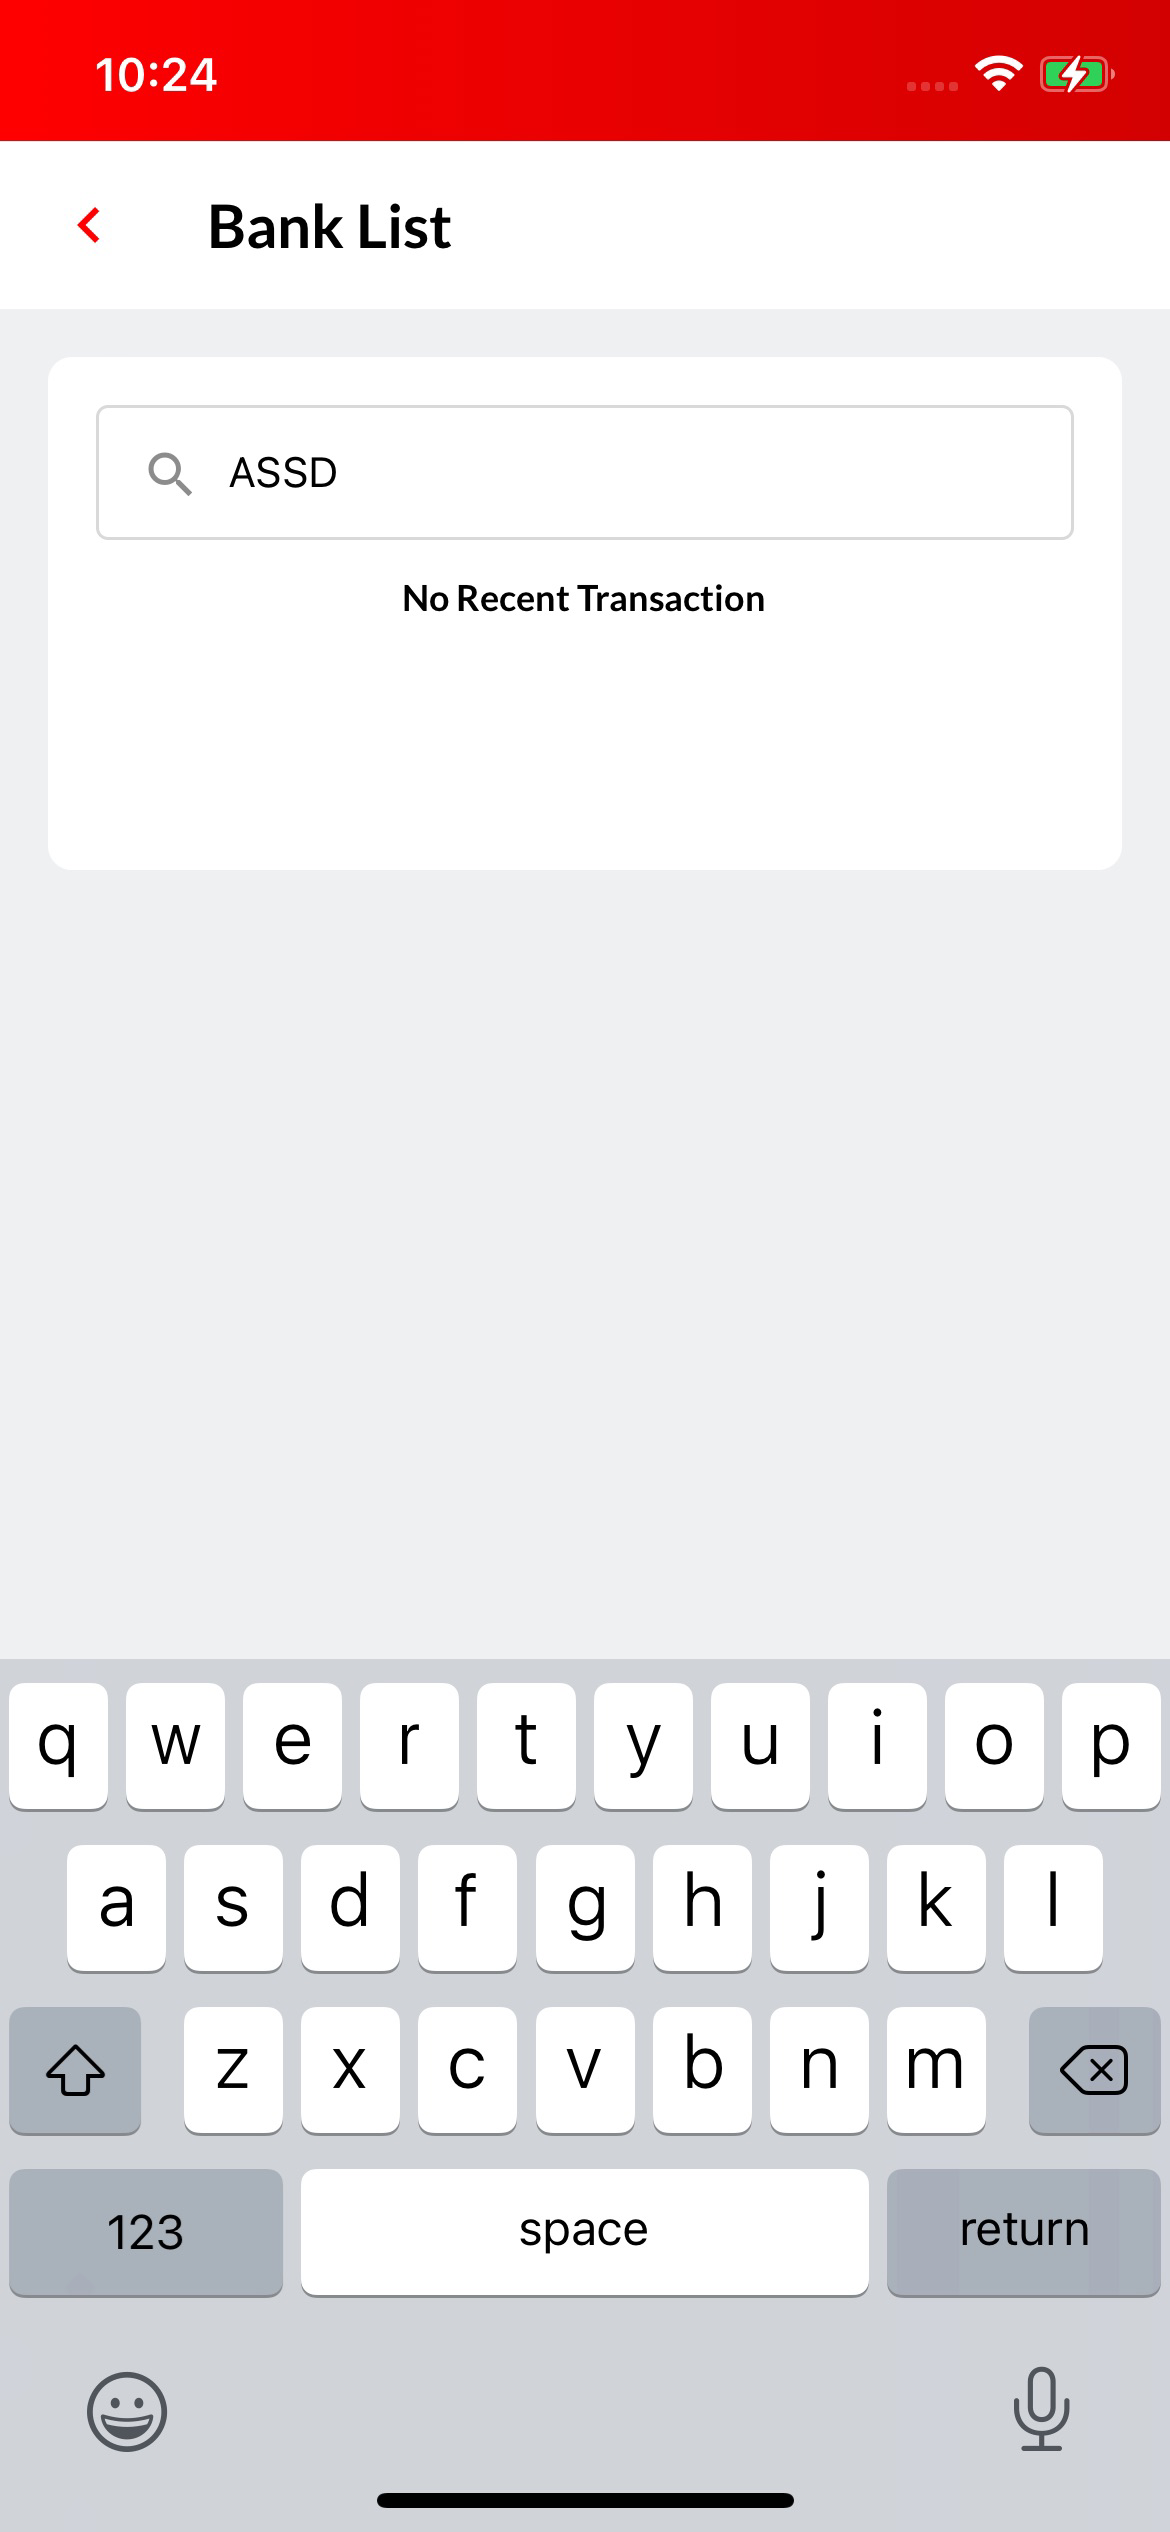 10:24
Bank List
ASSD
No Recent Transaction
q w e r t y u i o p
a s d f g h j k l
z x c v b n m
123 space return